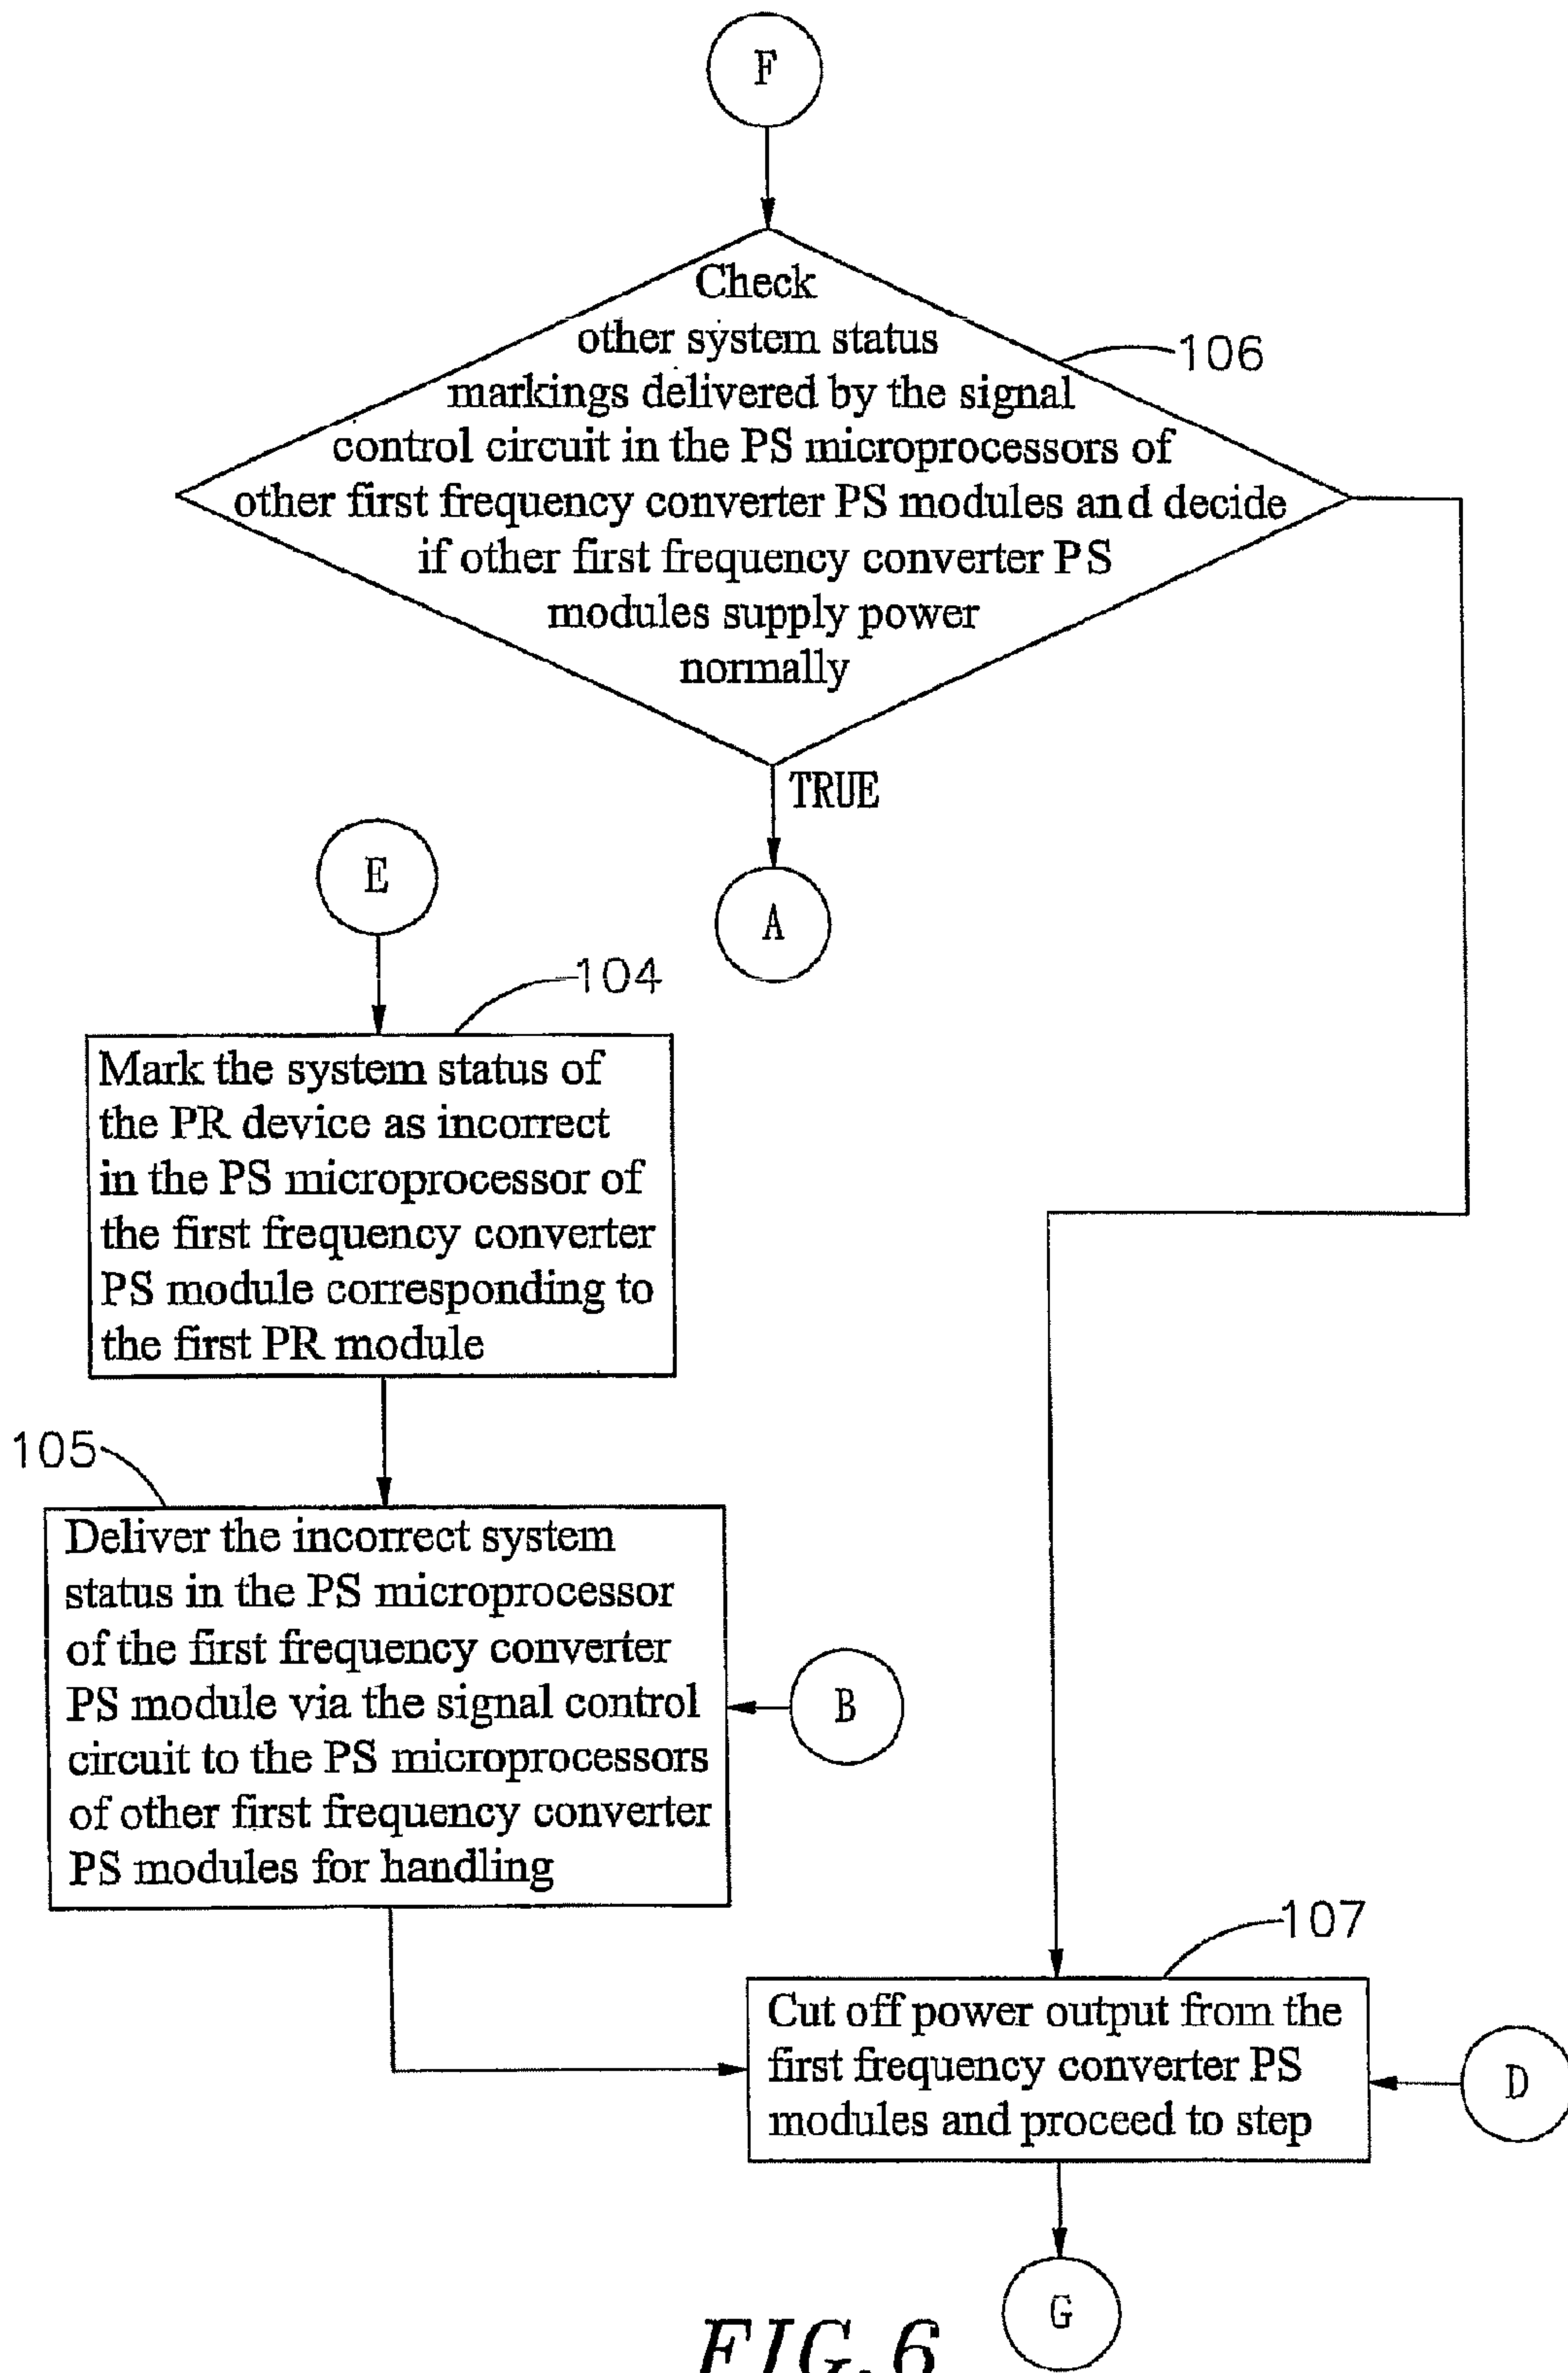 F
Check
other system status
markings delivered by the signal
control circuit in the PS microprocessors of
other first frequency converter PS modules and decide
if other first frequency converter PS
modules supply power
normally
106
TRUE
A
E
104
Mark the system status of
the PR device as incorrect
in the PS microprocessor of
the first frequency converter
PS module corresponding to
the first PR module
105
Deliver the incorrect system
status in the PS microprocessor
of the first frequency converter
PS module via the signal control
circuit to the PS microprocessors
of other first frequency converter
PS modules for handling
B
107
Cut off power output from the
first frequency converter PS
modules and proceed to step
D
G
FIG.6